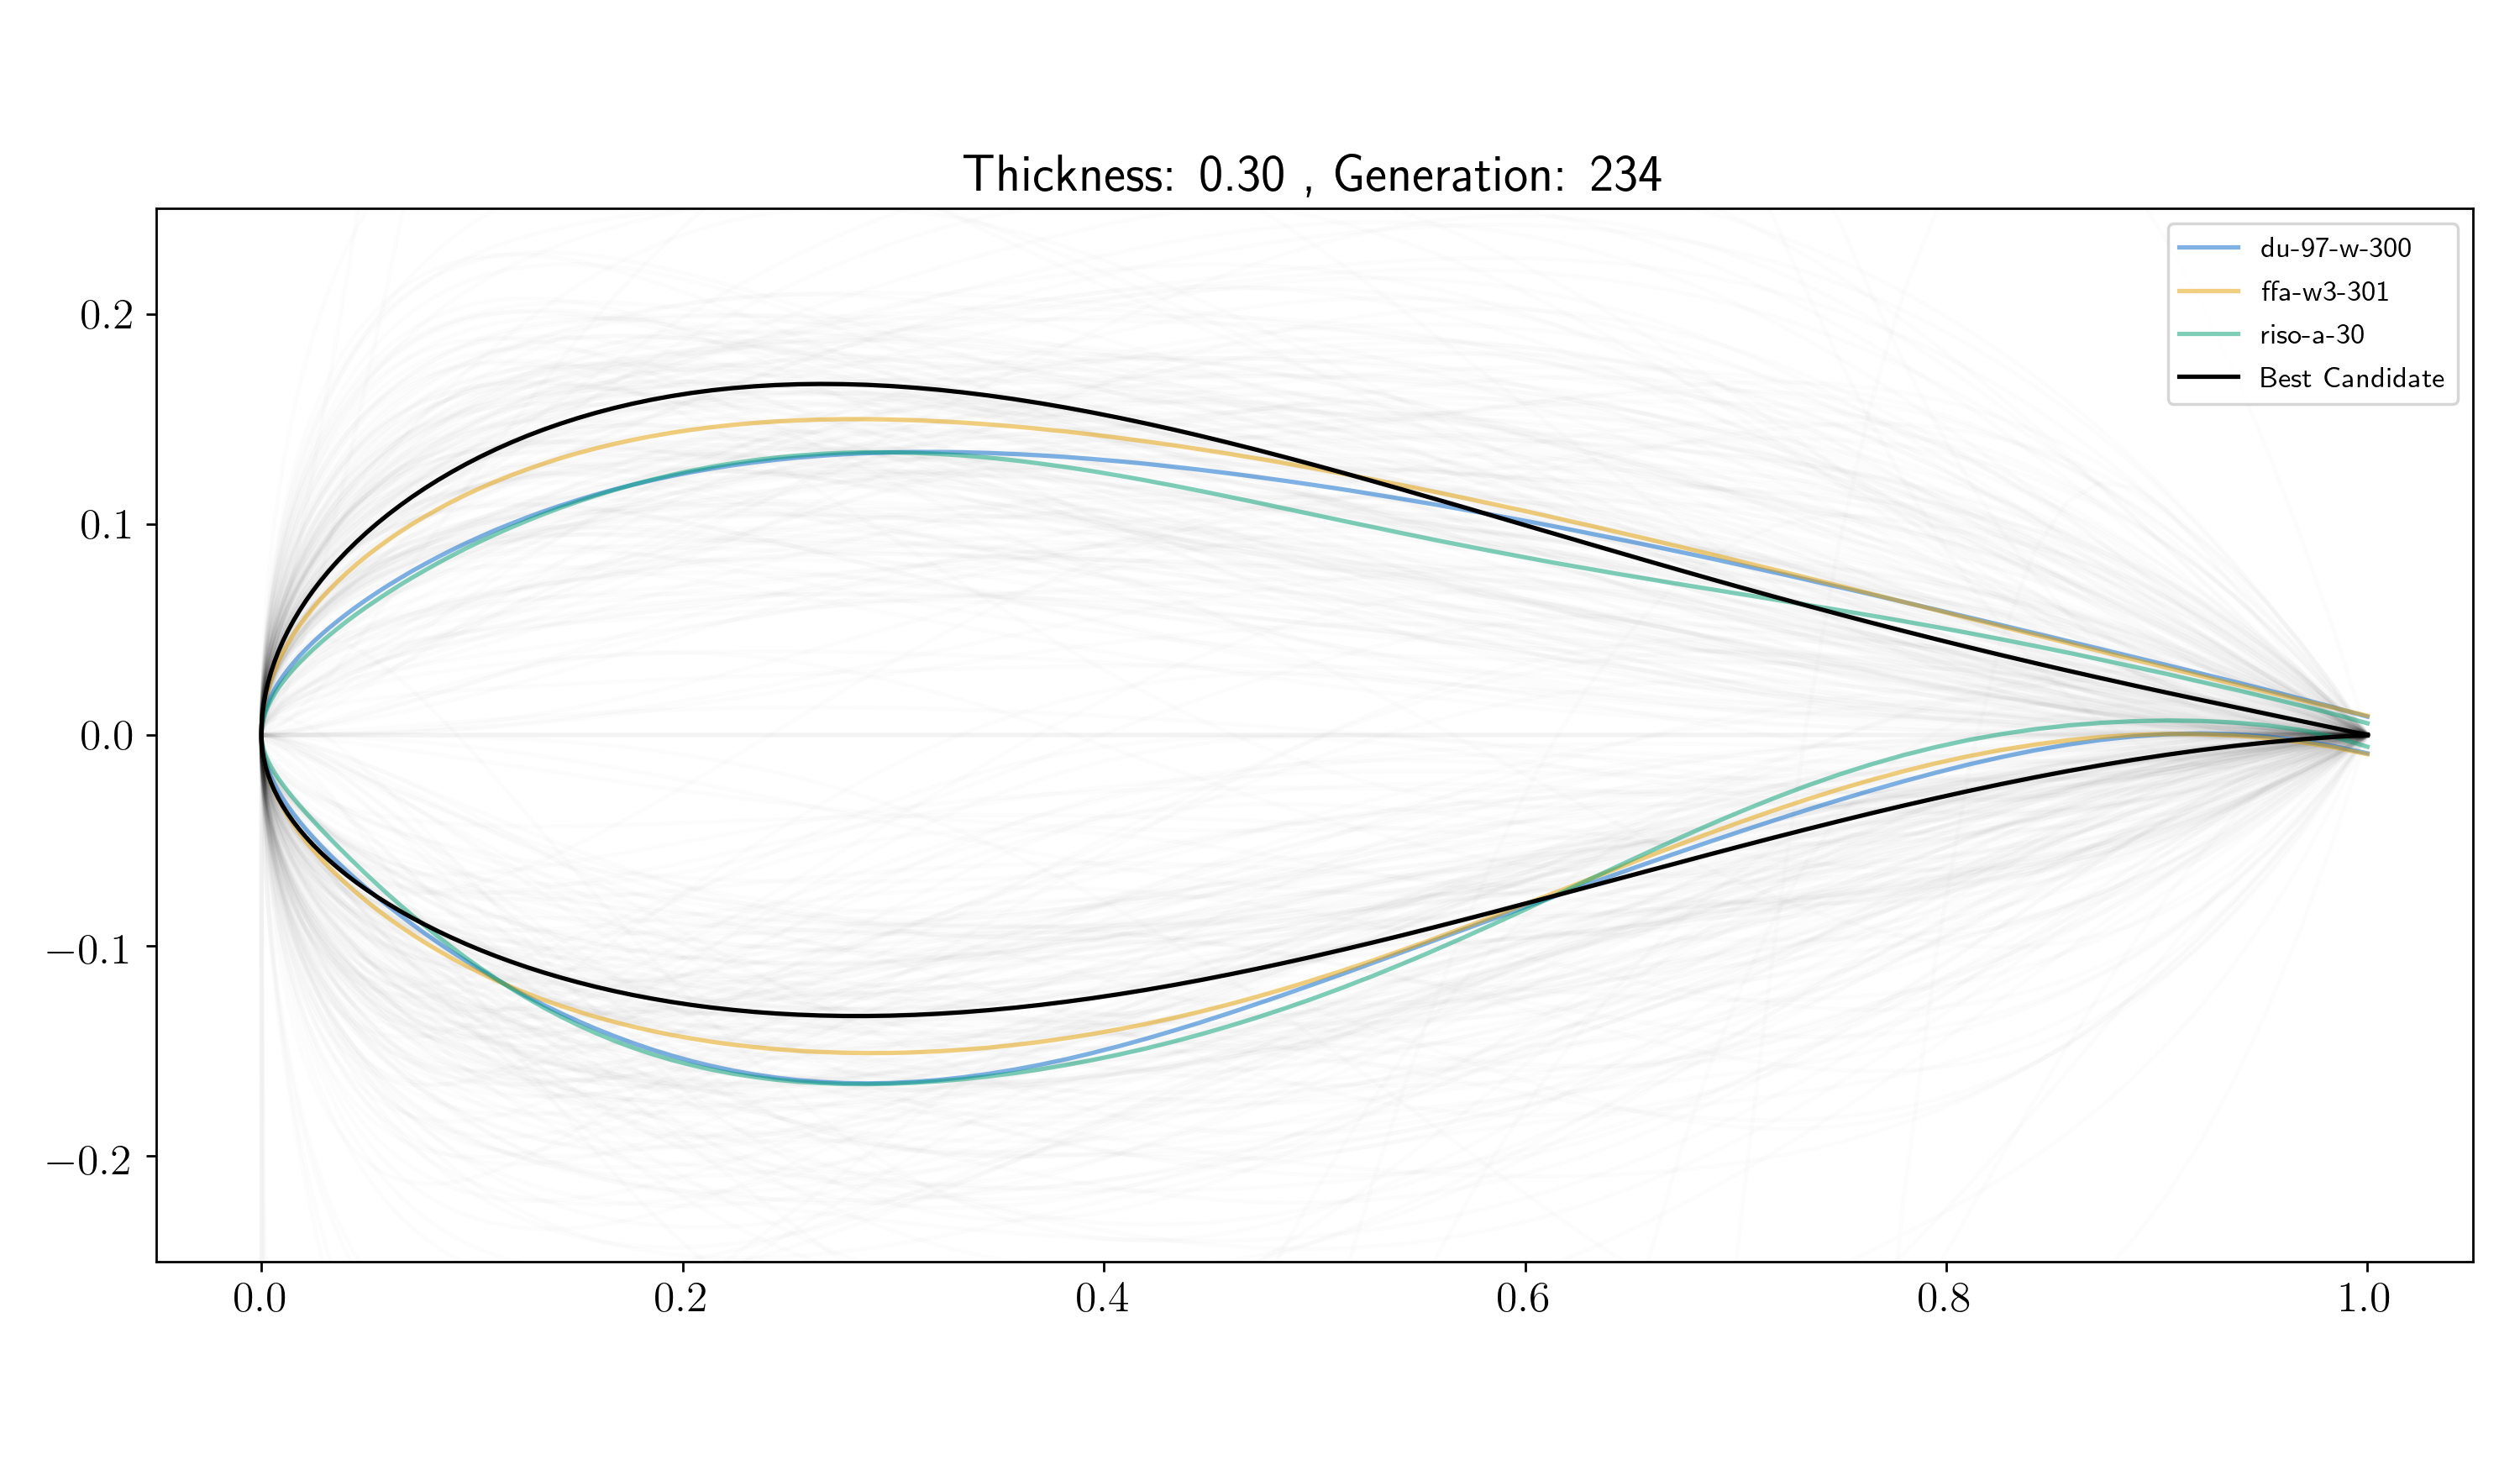 Thickness: 0.30 , Generation: 234
du-97-w-300
ffa-w3-301
riso-a-30
Best Candidate
0.2
0.1
0.0
−0.1
−0.2
0.0 0.2 0.4 0.6 0.8 1.0